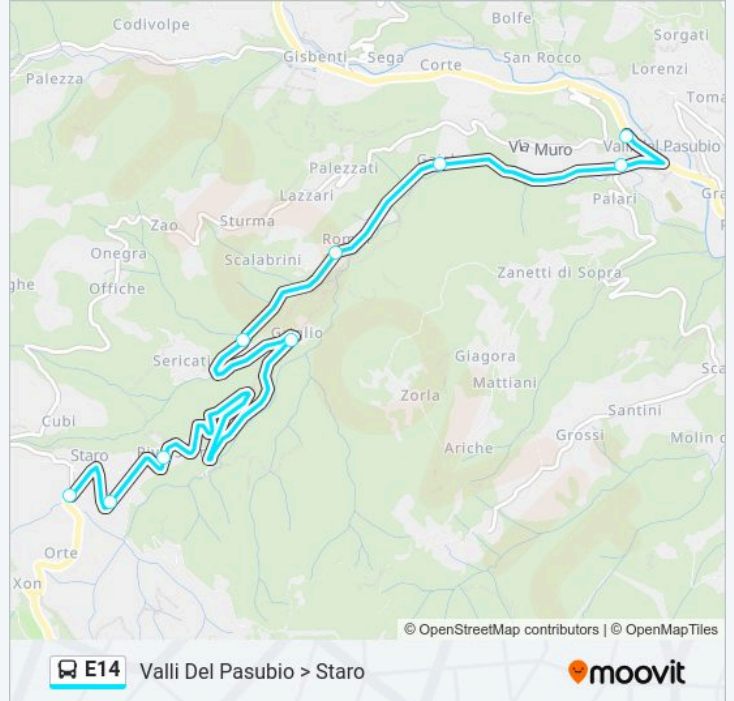 Codivolpe
Bolfe
Sorgati
Gisbenti
Sega
Corte
San Rocco
Lorenzi
Palezza
Via Muro
Palezzati
Palari
Lazzari
Zao
Sturma
Onegra
Scalabrini
Offiche
Zanetti di Sopra
Sericati
Giagora
Mattiani
Zorla
Santini
Cubi
Grossi
Staro
Ariche
Orte
Xon
© OpenStreetMap contributors | © OpenMapTiles
E14 Valli Del Pasubio > Staro
moovit